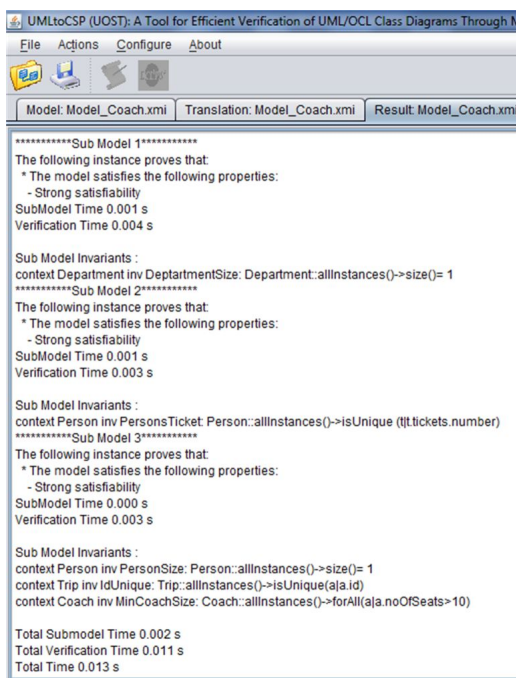 UMLtoCSP (UOST): A Tool for Efficient Verification of UML/OCL Class Diagrams Through
File Actions Configure About
Model: Model_Coach.xmi Translation: Model_Coach.xmi Result: Model_Coach.xmi
***********Sub Model 1***********
The following instance proves that:
* The model satisfies the following properties:
- Strong satisfiability
SubModel Time 0.001 s
Verification Time 0.004 s
Sub Model Invariants :
context Department inv DeptartmentSize: Department::allInstances()->size()= 1
***********Sub Model 2***********
The following instance proves that:
* The model satisfies the following properties:
- Strong satisfiability
SubModel Time 0.001 s
Verification Time 0.003 s
Sub Model Invariants :
context Person inv PersonsTicket: Person::allInstances()->isUnique (t|t.tickets.number)
***********Sub Model 3***********
The following instance proves that:
* The model satisfies the following properties:
- Strong satisfiability
SubModel Time 0.000 s
Verification Time 0.003 s
Sub Model Invariants :
context Person inv PersonSize: Person::allInstances()->size()= 1
context Trip inv IdUnique: Trip::allInstances()->isUnique(a|a.id)
context Coach inv MinCoachSize: Coach::allInstances()->forAll(a|a.noOfSeats>10)
Total Submodel Time 0.002 s
Total Verification Time 0.011 s
Total Time 0.013 s